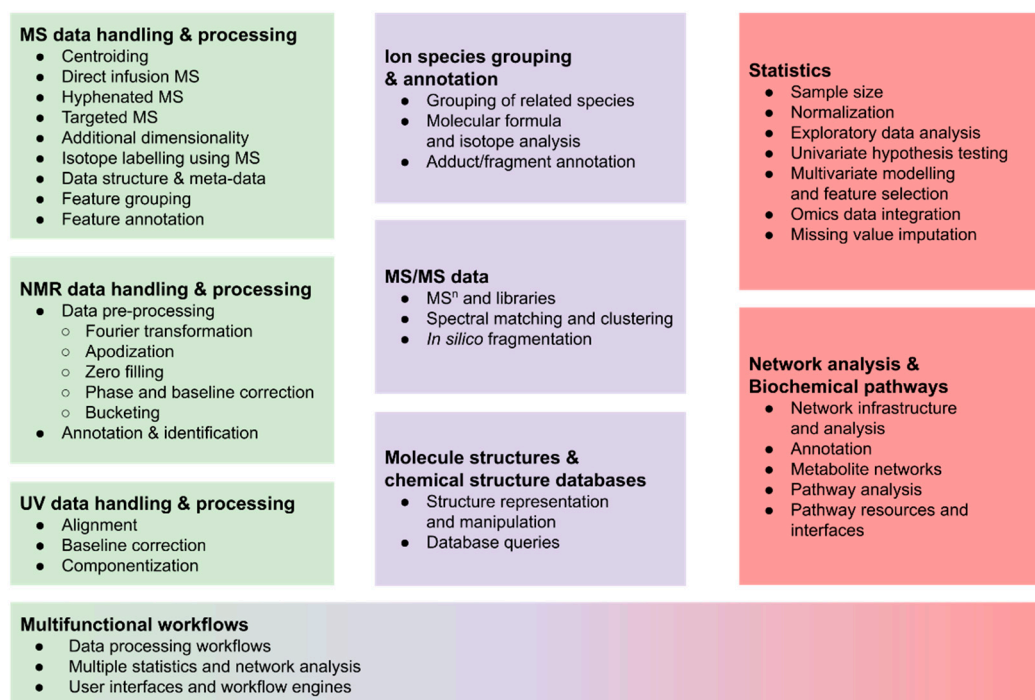 MS data handling & processing
● Centroiding
● Direct infusion MS
● Hyphenated MS
● Targeted MS
● Additional dimensionality
● Isotope labelling using MS
● Data structure & meta-data
● Feature grouping
● Feature annotation
NMR data handling & processing
● Data pre-processing
○ Fourier transformation
○ Apodization
○ Zero filling
○ Phase and baseline correction
○ Bucketing
● Annotation & identification
UV data handling & processing
● Alignment
● Baseline correction
● Componentization
Ion species grouping
& annotation
● Grouping of related species
● Molecular formula
and isotope analysis
● Adduct/fragment annotation
MS/MS data
● MSⁿ and libraries
● Spectral matching and clustering
● In silico fragmentation
Molecule structures &
chemical structure databases
● Structure representation
and manipulation
● Database queries
Statistics
● Sample size
● Normalization
● Exploratory data analysis
● Univariate hypothesis testing
● Multivariate modelling
and feature selection
● Omics data integration
● Missing value imputation
Network analysis &
Biochemical pathways
● Network infrastructure
and analysis
● Annotation
● Metabolite networks
● Pathway analysis
● Pathway resources and
interfaces
Multifunctional workflows
● Data processing workflows
● Multiple statistics and network analysis
● User interfaces and workflow engines